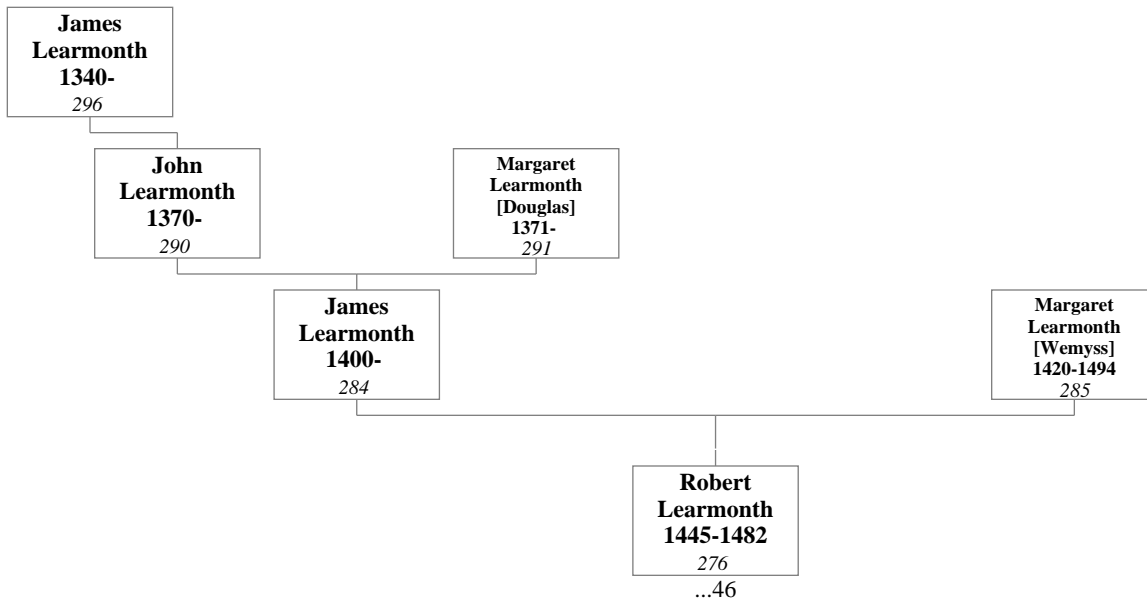 James
Learmonth
1340-
296
John
Learmonth
1370-
290
Margaret
Learmonth
[Douglas]
1371-
291
James
Learmonth
1400-
284
Margaret
Learmonth
[Wemyss]
1420-1494
285
Robert
Learmonth
1445-1482
276
...46